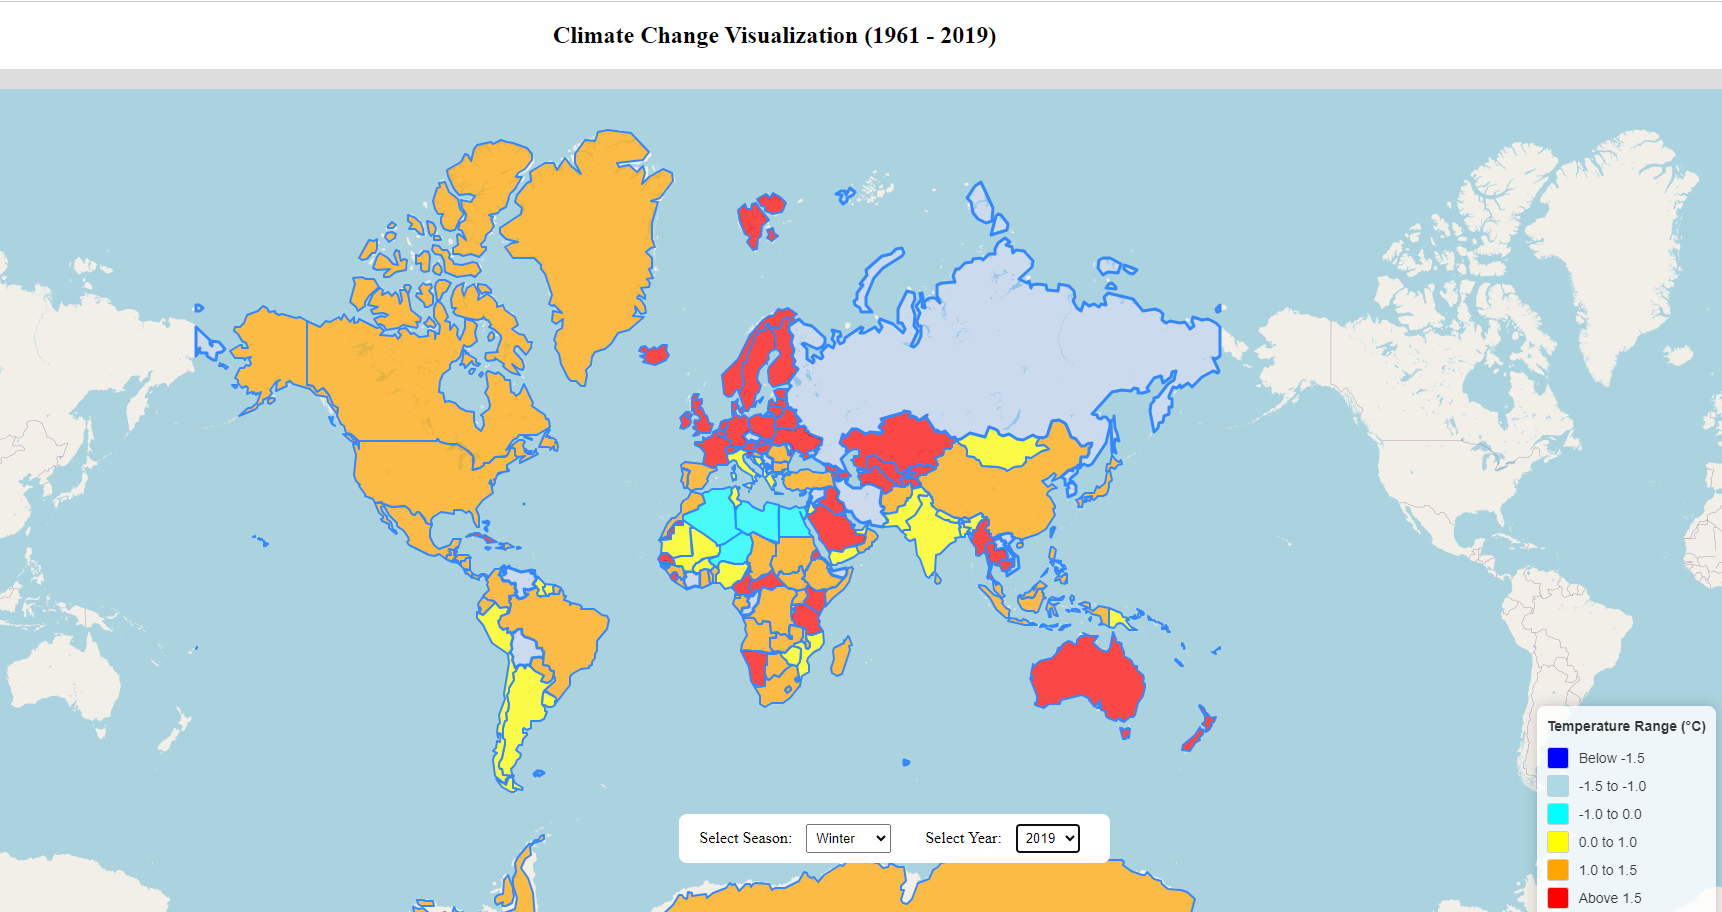 Climate Change Visualization (1961 - 2019)
Temperature Range (°C)
Below -1.5
-1.5 to -1.0
-1.0 to 0.0
0.0 to 1.0
1.0 to 1.5
Above 1.5
Select Season: Winter Select Year: 2019